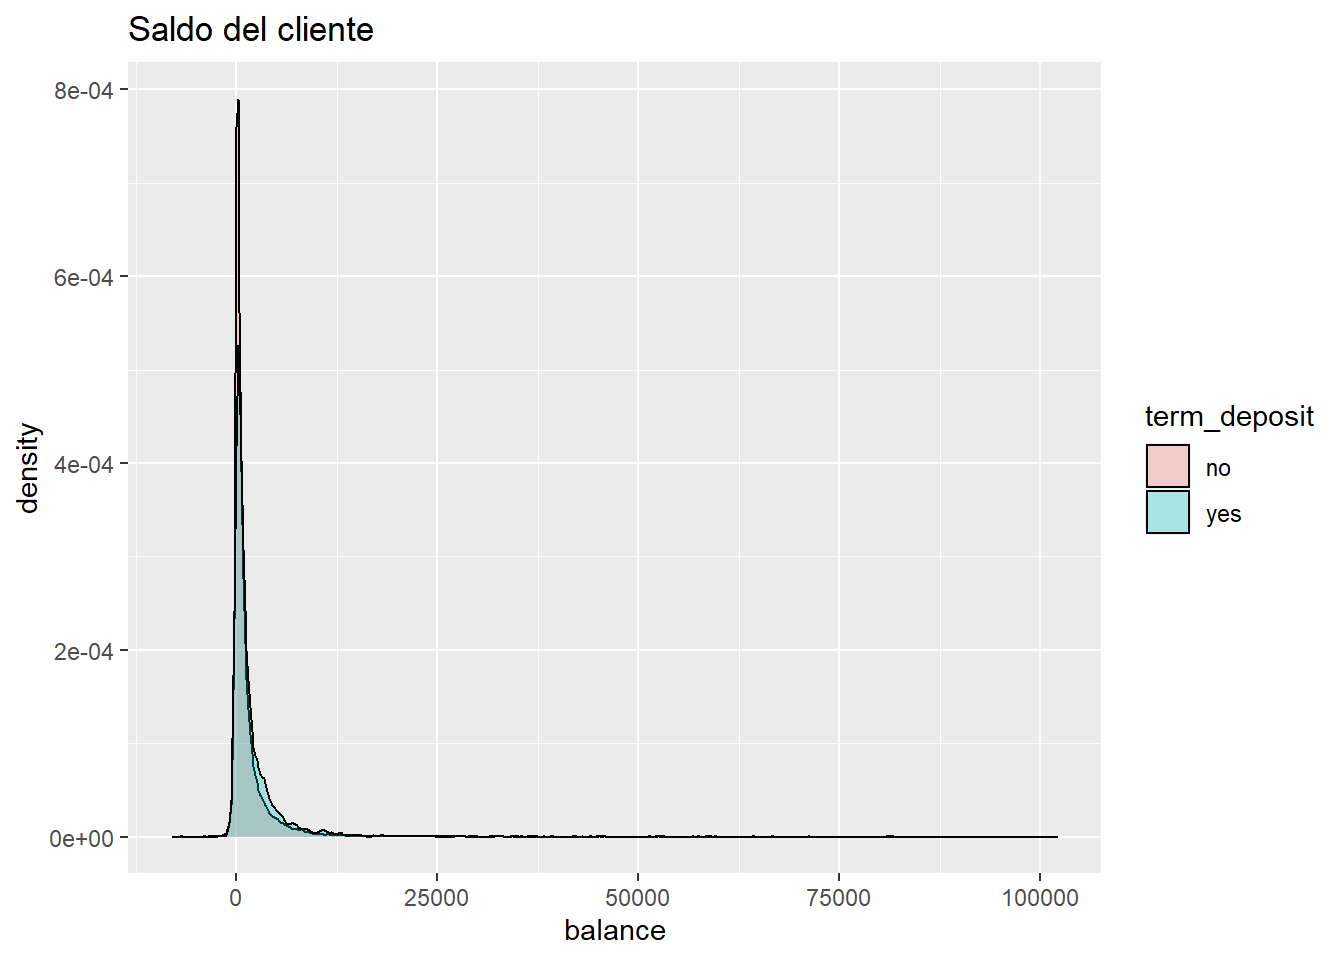 Saldo del cliente
8e-04
6e-04
4e-04
2e-04
0e+00
density
0
25000
50000
75000
100000
balance
term_deposit
no
yes